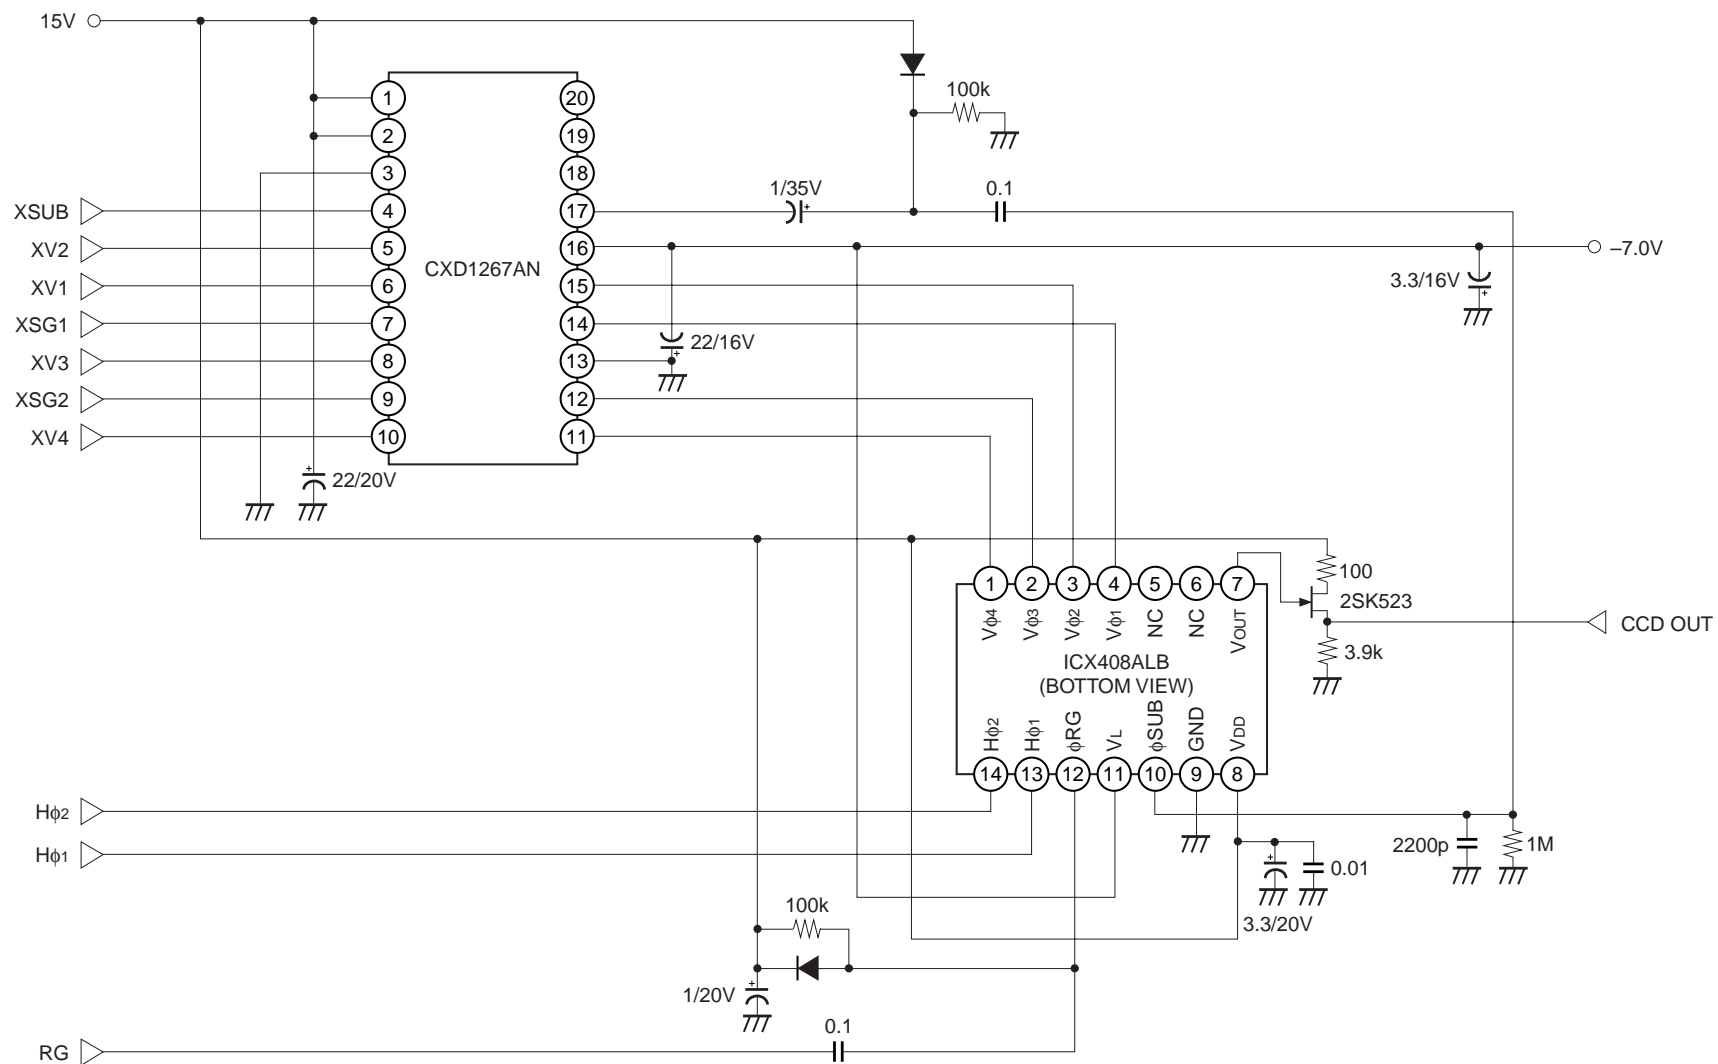 15V
1
2
3
4
5
6
7
8
9
10
20
19
18
17
16
15
14
13
12
11
CXD1267AN
XSUB
XV2
XV1
XSG1
XV3
XSG2
XV4
+
22/20V
100k
1/35V
+
0.1
–7.0V
3.3/16V
+
22/16V
+
1
2
3
4
5
6
7
Vϕ4
Vϕ3
Vϕ2
Vϕ1
NC
NC
VOUT
100
2SK523
CCD OUT
3.9k
ICX408ALB
(BOTTOM VIEW)
Hϕ2
Hϕ1
ϕRG
VL
ϕSUB
GND
VDD
14
13
12
11
10
9
8
Hϕ2
Hϕ1
2200p
1M
+
0.01
3.3/20V
100k
+
1/20V
0.1
RG